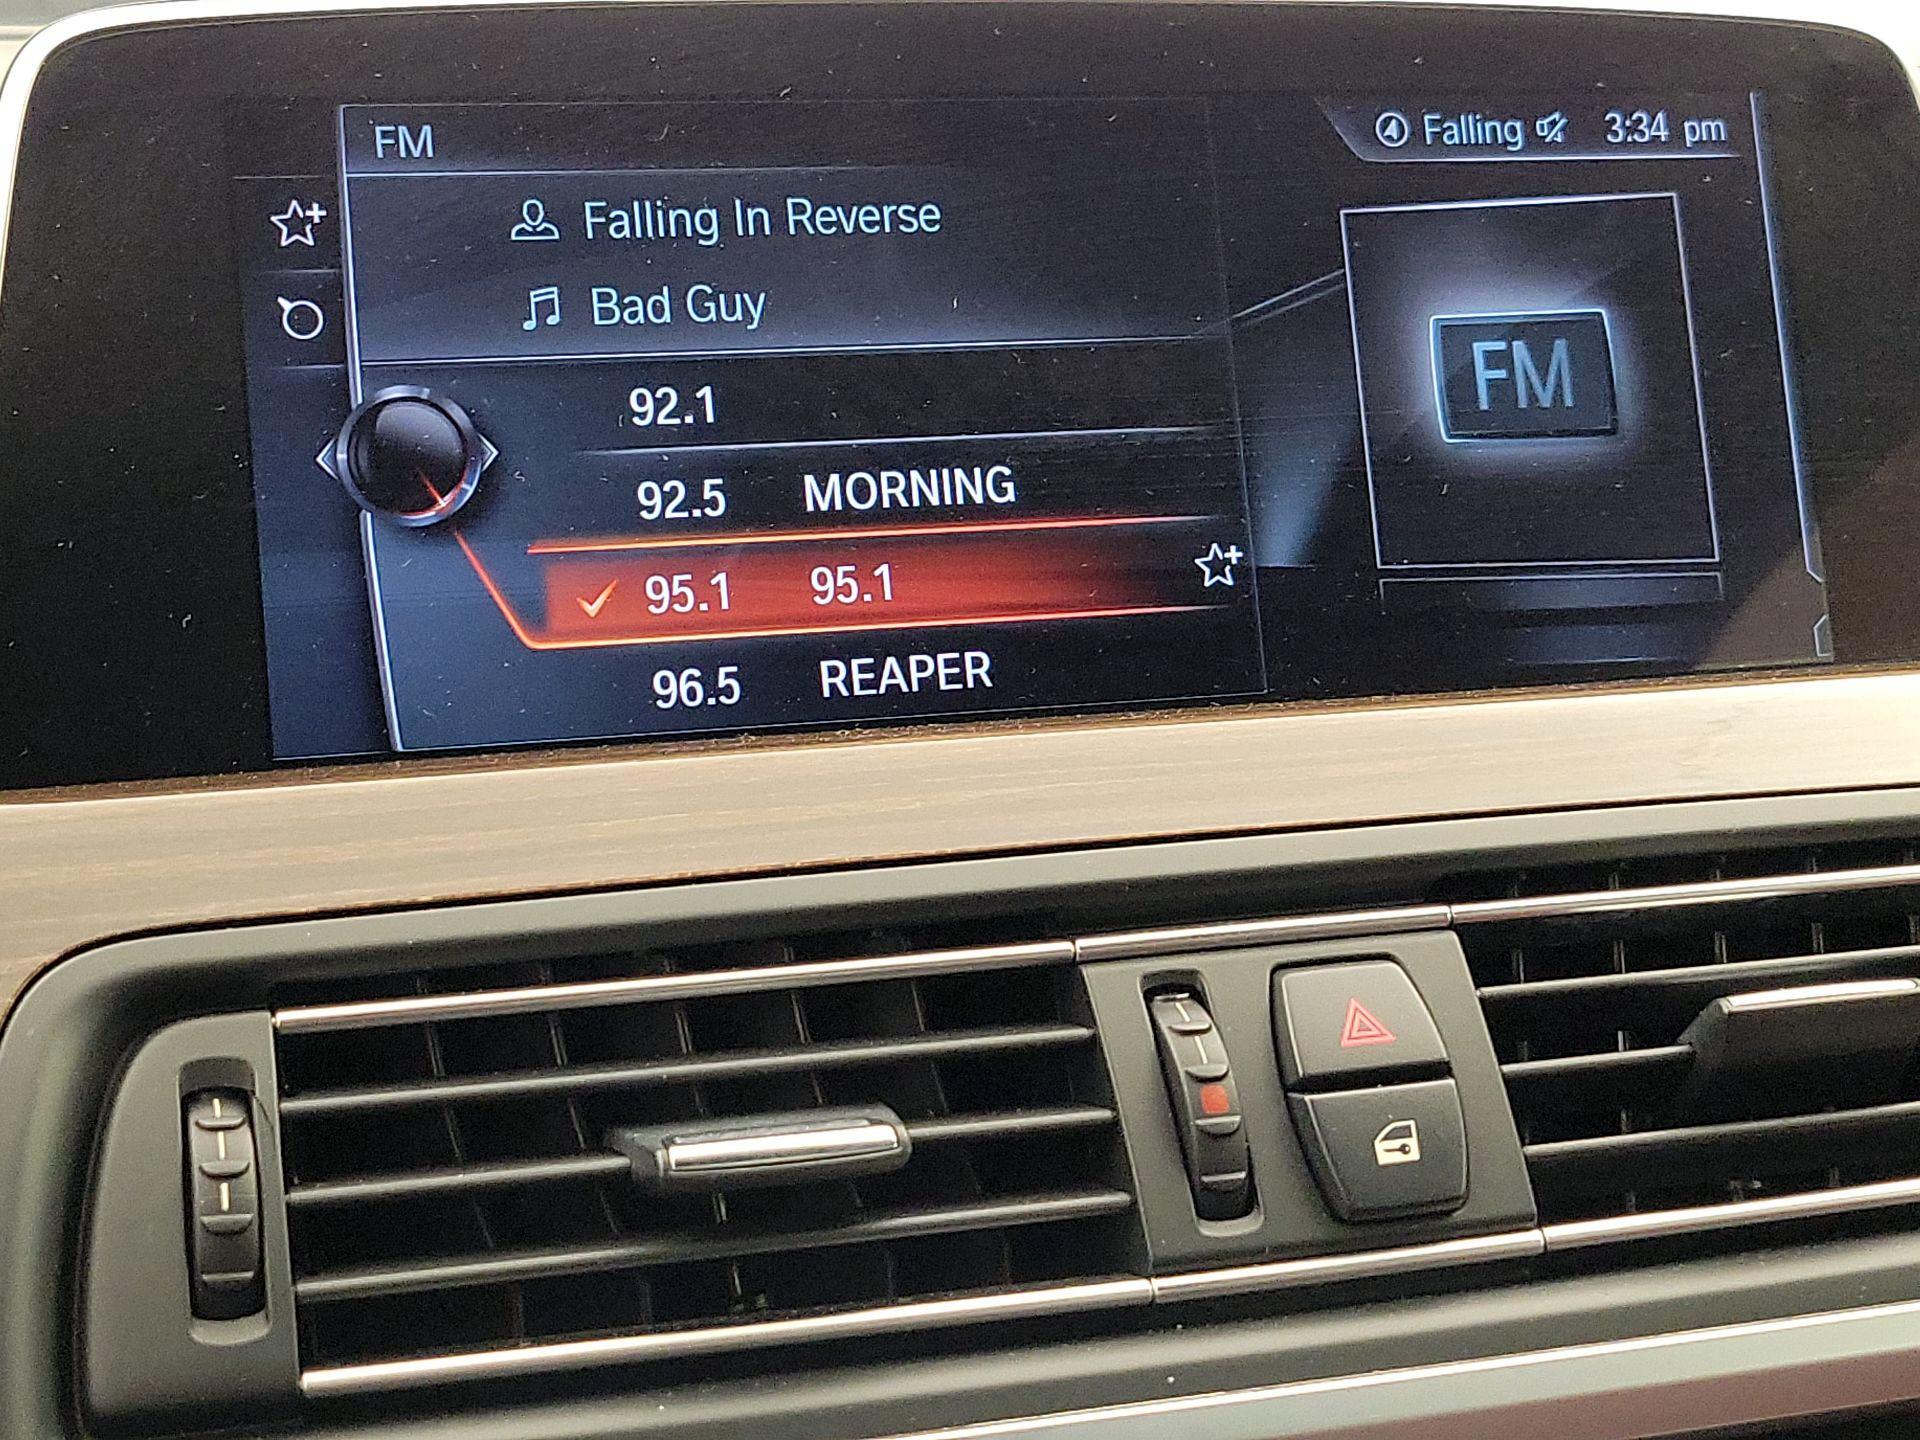 FM
Falling 3:34 pm
Falling In Reverse
Bad Guy
FM
92.1
92.5 MORNING
95.1 95.1
96.5 REAPER